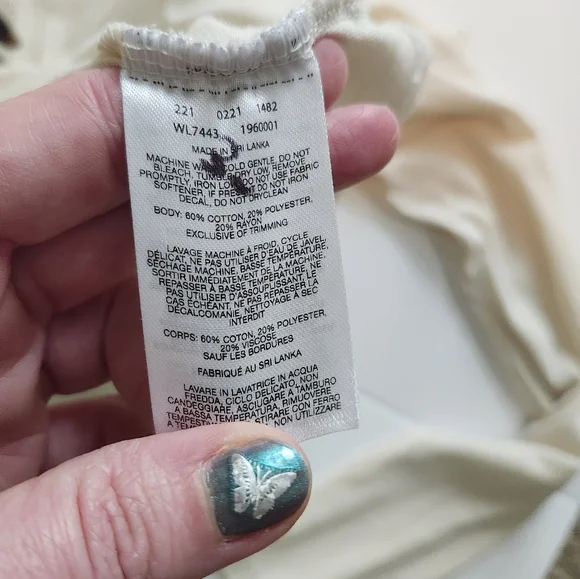 221 0221 1482
WL7443 1960001
MADE IN SRI LANKA
MACHINE COLD GENTLE, DO NOT
BLEACH, TUMBLE DRY LOW, REMOVE
PROMPTLY, IRON LOW, DO NOT USE FABRIC
SOFTENER, IF PRESENT DO NOT IRON
DECAL, DO NOT DRYCLEAN
BODY: 60% COTTON, 20% POLYESTER,
20% RAYON
EXCLUSIVE OF TRIMMING
LAVAGE MACHINE À FROID, CYCLE
DÉLICAT, NE PAS UTILISER D'EAU DE JAVEL,
SÉCHAGE MACHINE, BASSE TEMPÉRATURE,
SORTIR IMMÉDIATEMENT DE LA MACHINE,
REPASSER À BASSE TEMPÉRATURE, NE
PAS UTILISER D'ASSOUPLISSANT, LE
CAS ÉCHÉANT, NE PAS REPASSER LA
DÉCALCOMANIE, NETTOYAGE À SEC
INTERDIT
CORPS: 60% COTON, 20% POLYESTER,
20% VISCOSE
SAUF LES BORDURES
FABRIQUÉ AU SRI LANKA
LAVARE IN LAVATRICE IN ACQUA
FREDDA, CICLO DELICATO, NON
CANDEGGIARE, ASCIUGARE A TAMBURO
A BASSA TEMPERATURA, RIMUOVERE
STIRARE CON FERRO
NON UTILIZZARE